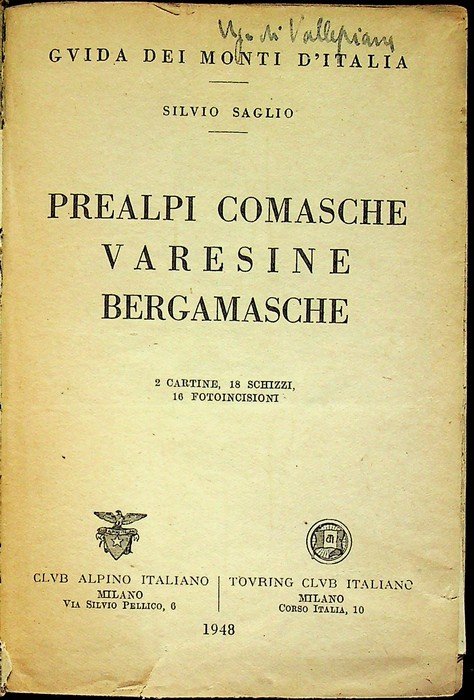 Ugo di Vallepiana
GVIDA DEI MONTI D'ITALIA
SILVIO SAGLIO
PREALPI COMASCHE
VARESINE
BERGAMASCHE
2 CARTINE, 18 SCHIZZI,
16 FOTOINCISIONI
CLVB ALPINO ITALIANO
MILANO
VIA SILVIO PELLICO, 6
TOVRING CLVB ITALIANO
MILANO
CORSO ITALIA, 10
1948